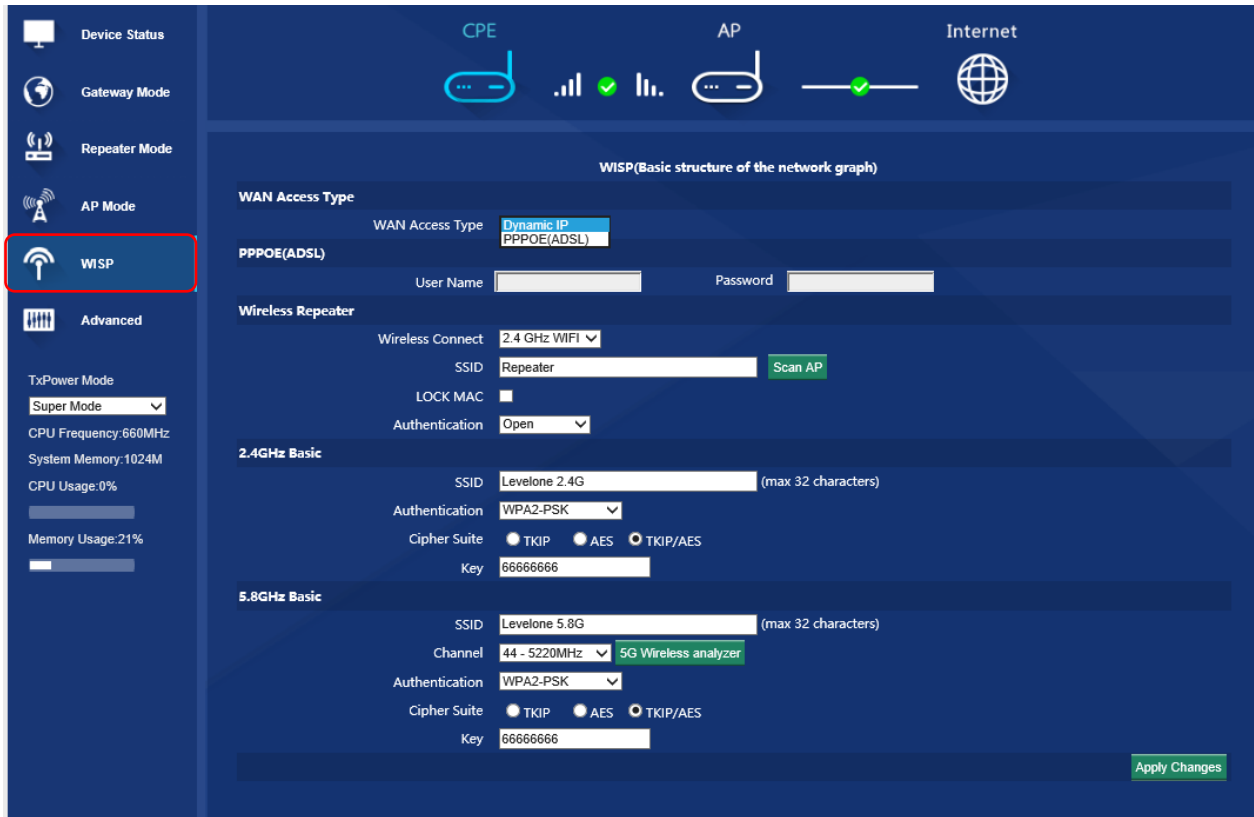 Device Status
Gateway Mode
Repeater Mode
AP Mode
WISP
Advanced
TxPower Mode
Super Mode
CPU Frequency:660MHz
System Memory:1024M
CPU Usage:0%
Memory Usage:21%
CPE AP Internet
WISP(Basic structure of the network graph)
WAN Access Type
WAN Access Type Dynamic IP
PPPOE(ADSL)
PPPOE(ADSL)
User Name Password
Wireless Repeater
Wireless Connect 2.4 GHz WIFI
SSID Repeater Scan AP
LOCK MAC
Authentication Open
2.4GHz Basic
SSID Levelone 2.4G (max 32 characters)
Authentication WPA2-PSK
Cipher Suite TKIP AES TKIP/AES
Key 66666666
5.8GHz Basic
SSID Levelone 5.8G (max 32 characters)
Channel 44 - 5220MHz 5G Wireless analyzer
Authentication WPA2-PSK
Cipher Suite TKIP AES TKIP/AES
Key 66666666
Apply Changes